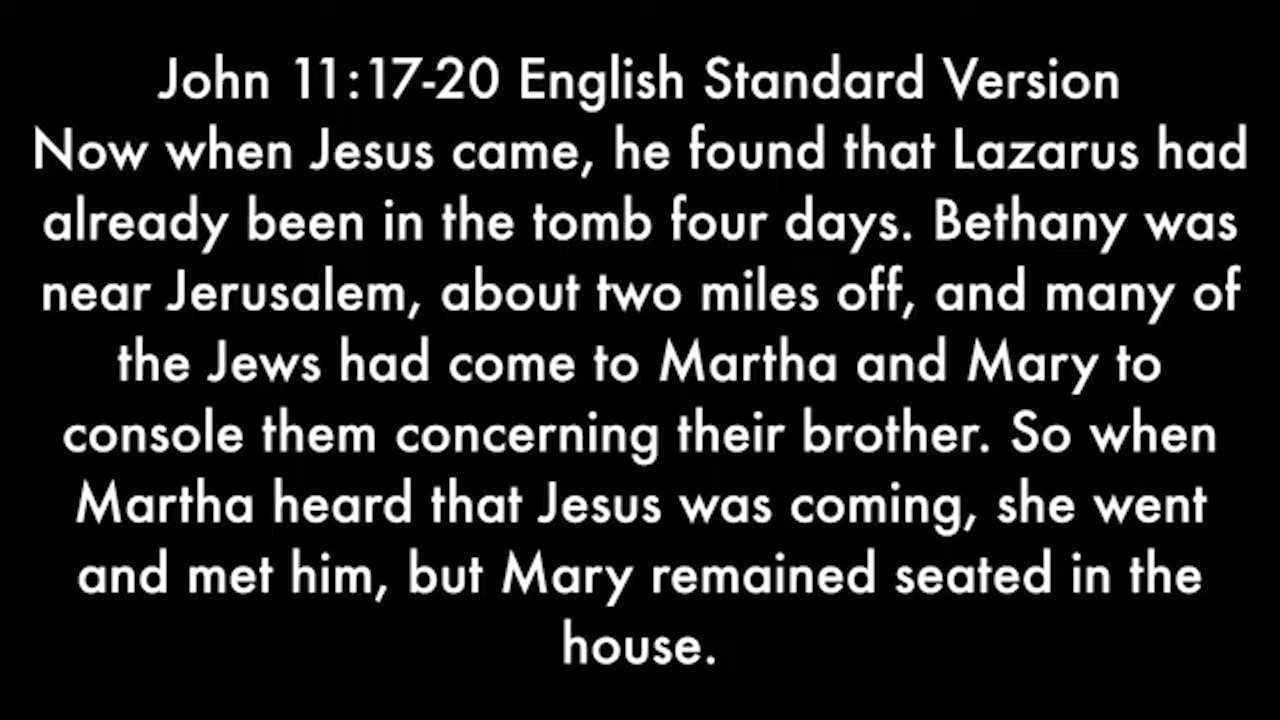 John 11:17-20 English Standard Version
Now when Jesus came, he found that Lazarus had
already been in the tomb four days. Bethany was
near Jerusalem, about two miles off, and many of
the Jews had come to Martha and Mary to
console them concerning their brother. So when
Martha heard that Jesus was coming, she went
and met him, but Mary remained seated in the
house.